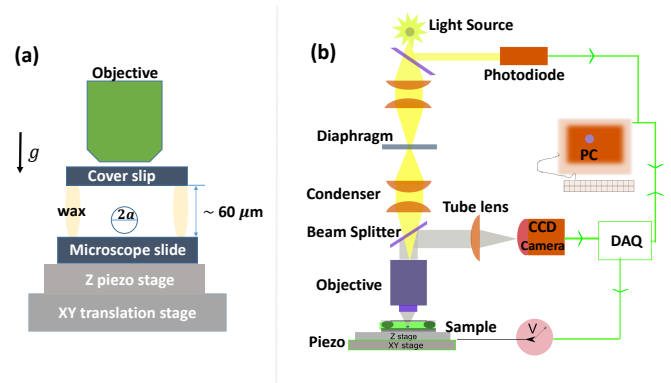 (a)
Objective
g
Cover slip
wax
2a
~ 60 μm
Microscope slide
Z piezo stage
XY translation stage
(b)
Light Source
Photodiode
Diaphragm
PC
Condenser
Tube lens
Beam Splitter
CCD
Camera
DAQ
Objective
Sample
V
Piezo
Z stage
XY stage